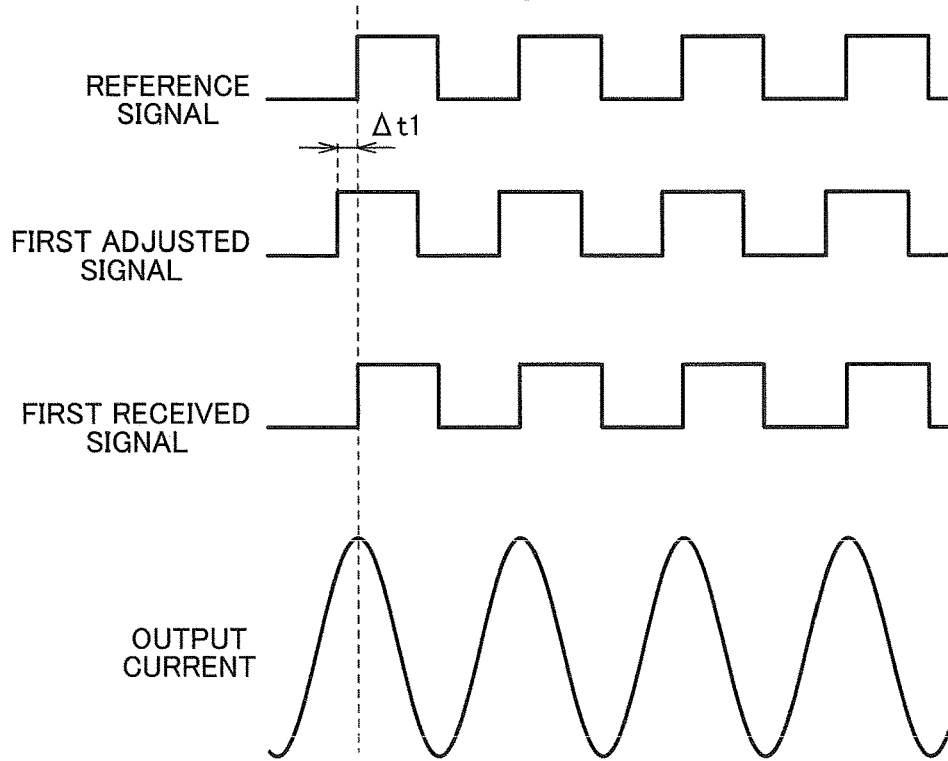 REFERENCE
SIGNAL
Δt1
FIRST ADJUSTED
SIGNAL
FIRST RECEIVED
SIGNAL
OUTPUT
CURRENT